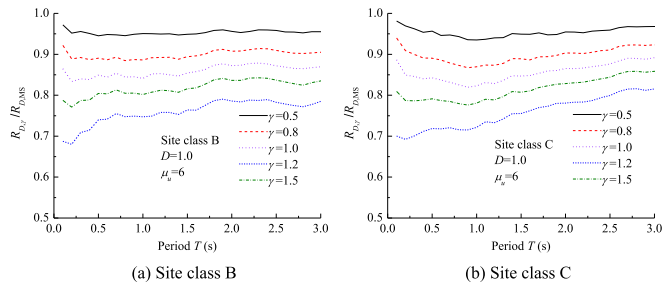 1.0
0.9
0.8
0.7
0.6
0.5
R_{D,γ} /R_{D,MS}
Site class B
D=1.0
μ_u=6
γ=0.5
γ=0.8
γ=1.0
γ=1.2
γ=1.5
0.0 0.5 1.0 1.5 2.0 2.5 3.0
Period T (s)
(a) Site class B
1.0
0.9
0.8
0.7
0.6
0.5
R_{D,γ} /R_{D,MS}
Site class C
D=1.0
μ_u=6
γ=0.5
γ=0.8
γ=1.0
γ=1.2
γ=1.5
0.0 0.5 1.0 1.5 2.0 2.5 3.0
Period T (s)
(b) Site class C